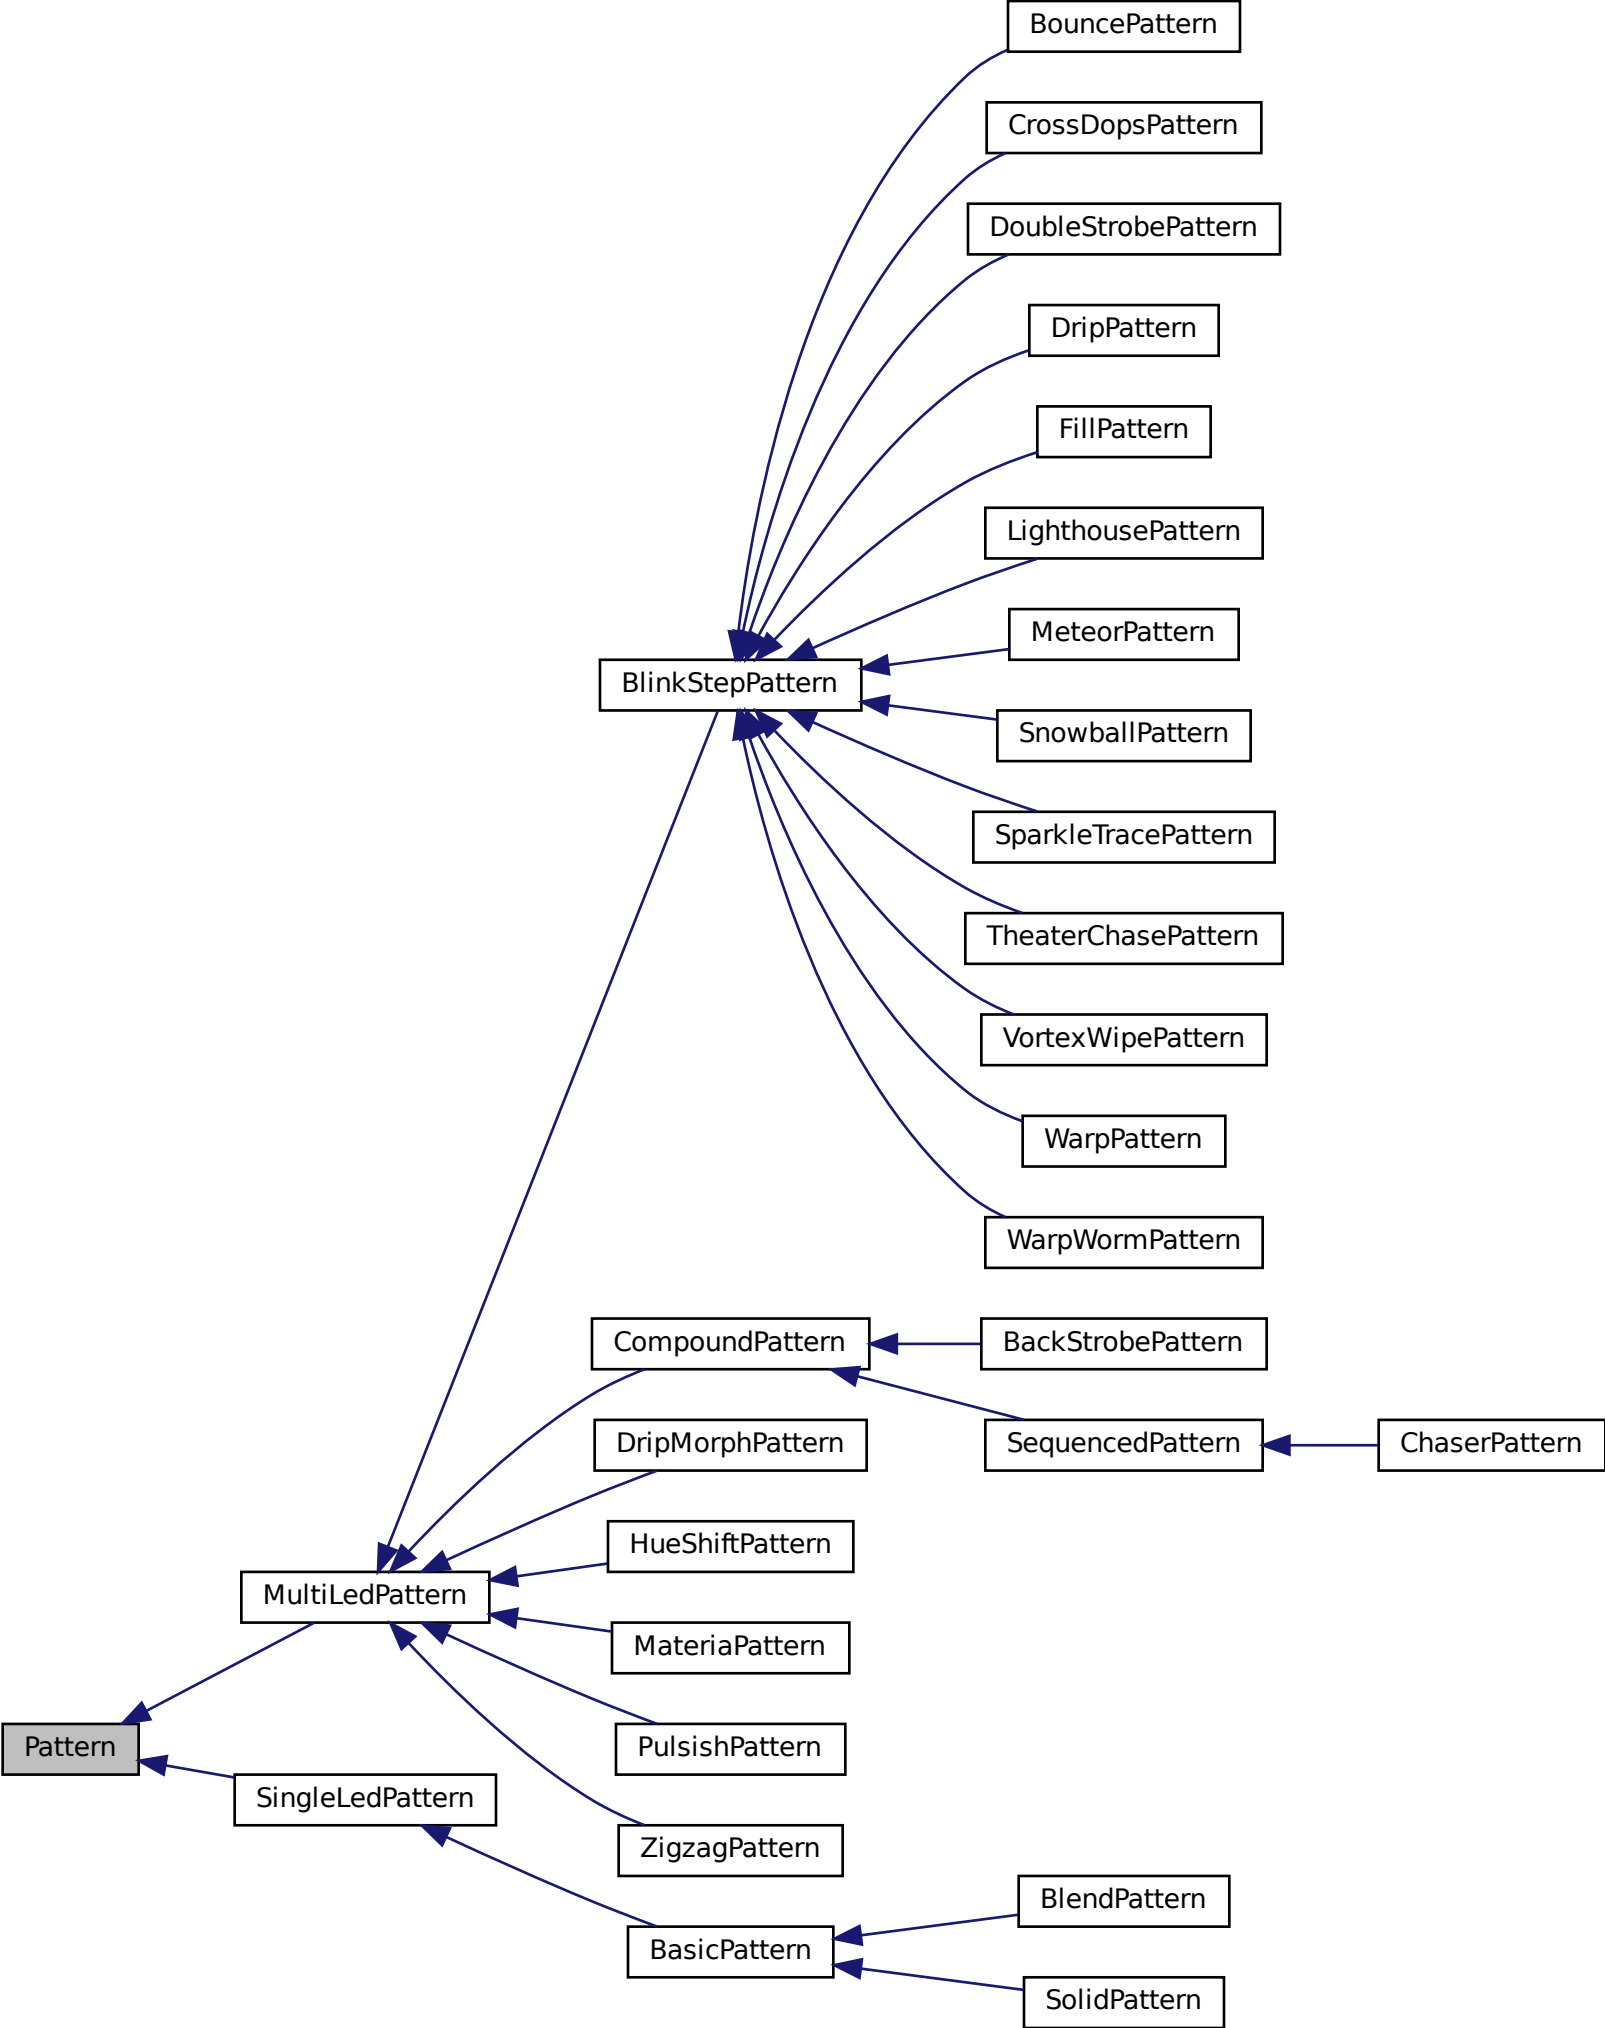 BouncePattern
CrossDopsPattern
DoubleStrobePattern
DripPattern
FillPattern
LighthousePattern
MeteorPattern
BlinkStepPattern
SnowballPattern
SparkleTracePattern
TheaterChasePattern
VortexWipePattern
WarpPattern
WarpWormPattern
CompoundPattern
BackStrobePattern
DripMorphPattern
SequencedPattern
ChaserPattern
HueShiftPattern
MultiLedPattern
MateriaPattern
Pattern
PulsishPattern
SingleLedPattern
ZigzagPattern
BlendPattern
BasicPattern
SolidPattern